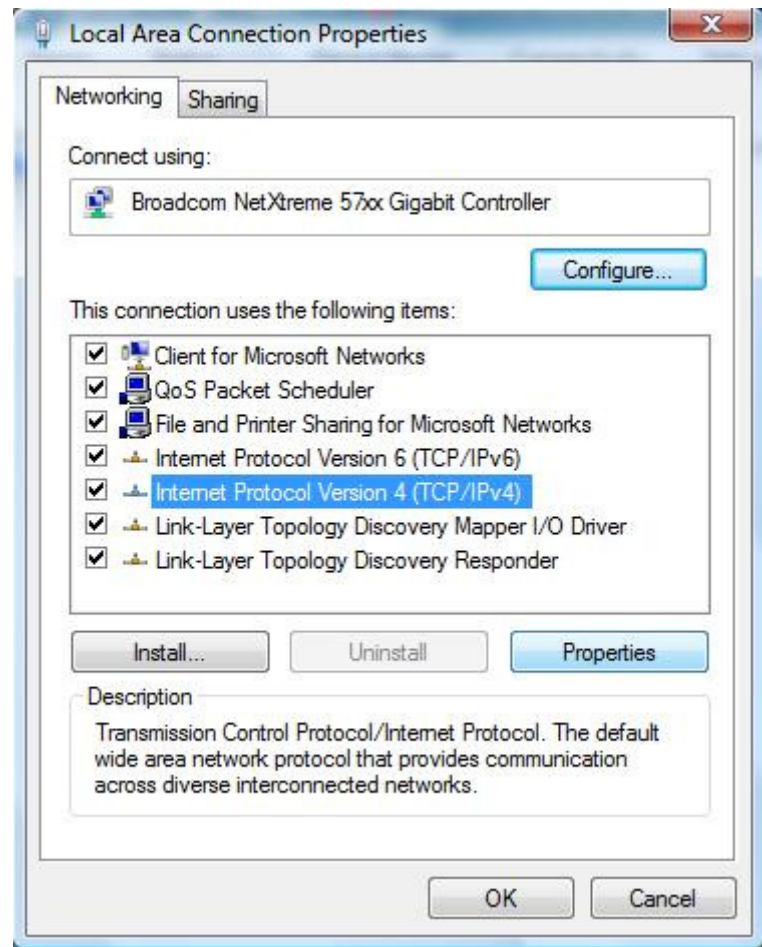 Local Area Connection Properties
Networking
Sharing
Connect using:
Broadcom NetXtreme 57xx Gigabit Controller
Configure...
This connection uses the following items:
Client for Microsoft Networks
QoS Packet Scheduler
File and Printer Sharing for Microsoft Networks
Internet Protocol Version 6 (TCP/IPv6)
Internet Protocol Version 4 (TCP/IPv4)
Link-Layer Topology Discovery Mapper I/O Driver
Link-Layer Topology Discovery Responder
Install...
Uninstall
Properties
Description
Transmission Control Protocol/Internet Protocol. The default
wide area network protocol that provides communication
across diverse interconnected networks.
OK
Cancel